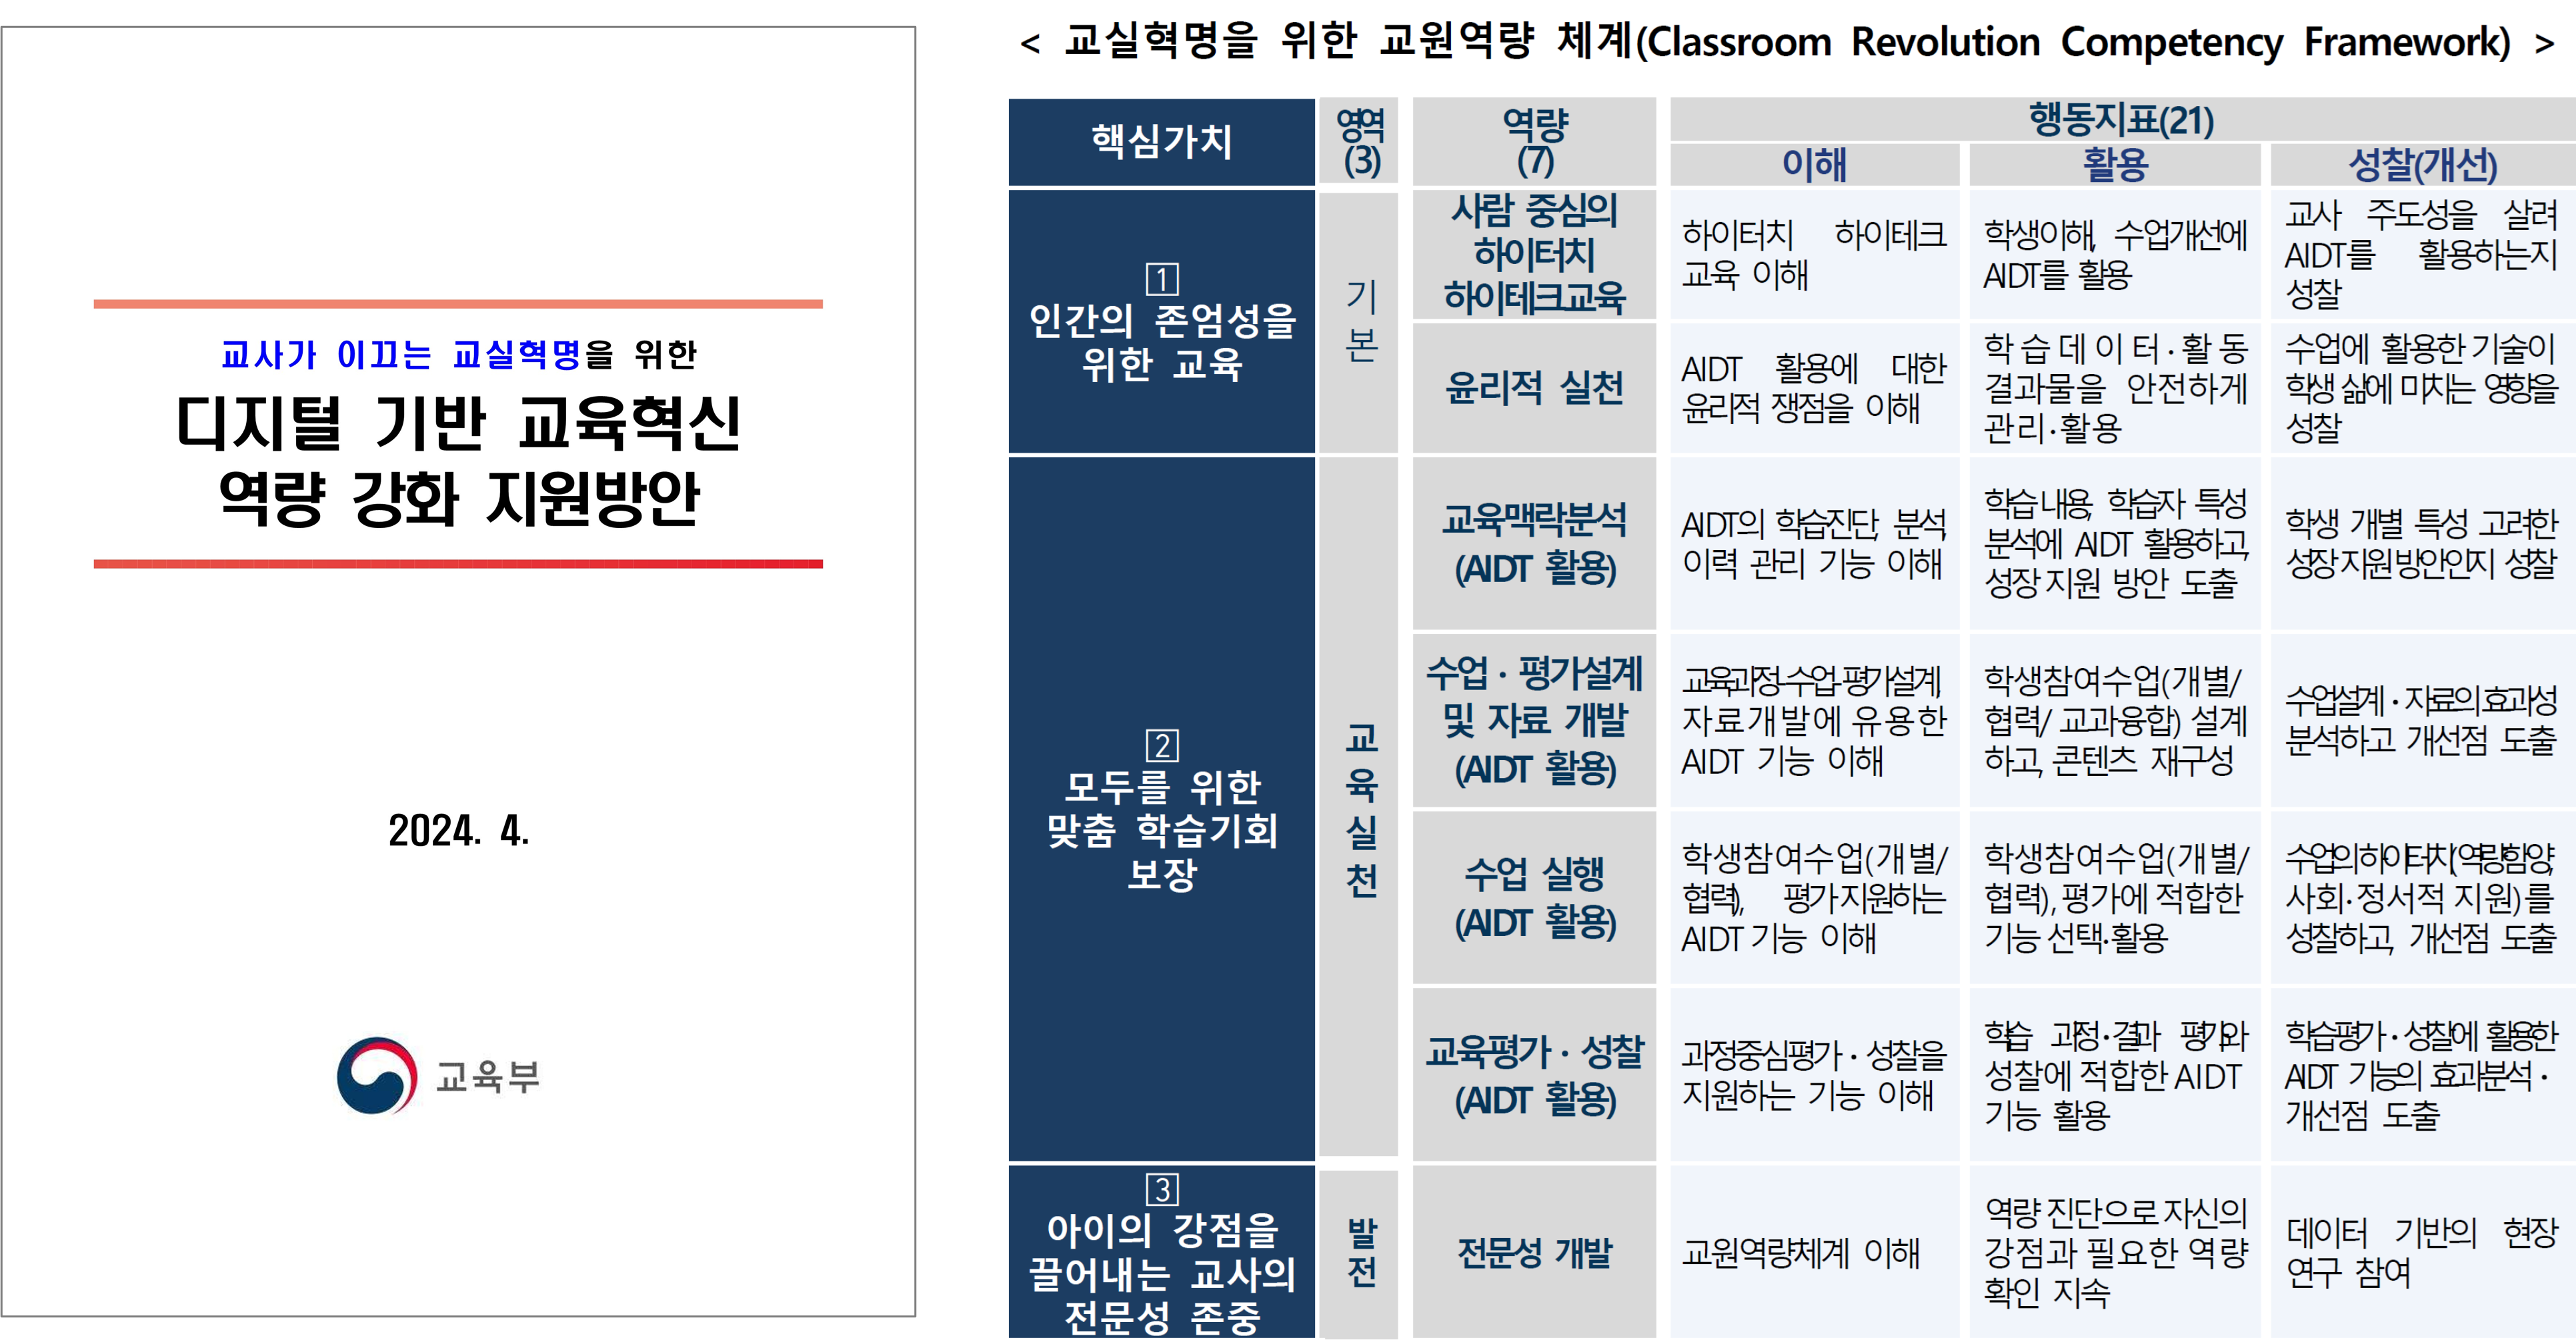 교사가 이끄는 교실혁명을 위한
디지털 기반 교육혁신
역량 강화 지원방안
2024. 4.
교육부
< 교실혁명을 위한 교원역량 체계(Classroom Revolution Competency Framework) >
핵심가치
영역
(3)
역량
(7)
행동지표(21)
이해
활용
성찰(개선)
1
인간의 존엄성을
위한 교육
기
본
사람 중심의
하이터치
하이테크교육
하이터치 하이테크
교육 이해
학생이해, 수업개선에
AIDT를 활용
교사 주도성을 살려
AIDT를 활용하는지
성찰
윤리적 실천
AIDT 활용에 대한
윤리적 쟁점을 이해
학습데이터·활동
결과물을 안전하게
관리·활용
수업에 활용한 기술이
학생 삶에 미치는 영향을
성찰
2
모두를 위한
맞춤 학습기회
보장
교
육
실
천
교육맥락분석
(AIDT 활용)
AIDT의 학습진단, 분석,
이력 관리 기능 이해
학습 내용, 학습자 특성
분석에 AIDT 활용하고,
성장 지원 방안 도출
학생 개별 특성 고려한
성장 지원 방안인지 성찰
수업·평가설계
및 자료 개발
(AIDT 활용)
교육과정-수업-평가설계,
자료개발에 유용한
AIDT 기능 이해
학생참여수업(개별/
협력/ 교과융합) 설계
하고, 콘텐츠 재구성
수업설계·자료의 효과성
분석하고 개선점 도출
수업 실행
(AIDT 활용)
학생참여수업(개별/
협력), 평가 지원하는
AIDT 기능 이해
학생참여수업(개별/
협력), 평가에 적합한
기능 선택·활용
수업의 하이터치(역량함양,
사회·정서적 지원)를
성찰하고, 개선점 도출
교육평가·성찰
(AIDT 활용)
과정중심평가·성찰을
지원하는 기능 이해
학습 과정·결과 평가와
성찰에 적합한 AIDT
기능 활용
학습평가·성찰에 활용한
AIDT 기능의 효과분석·
개선점 도출
3
아이의 강점을
끌어내는 교사의
전문성 존중
발
전
전문성 개발
교원역량체계 이해
역량 진단으로 자신의
강점과 필요한 역량
확인 지속
데이터 기반의 현장
연구 참여